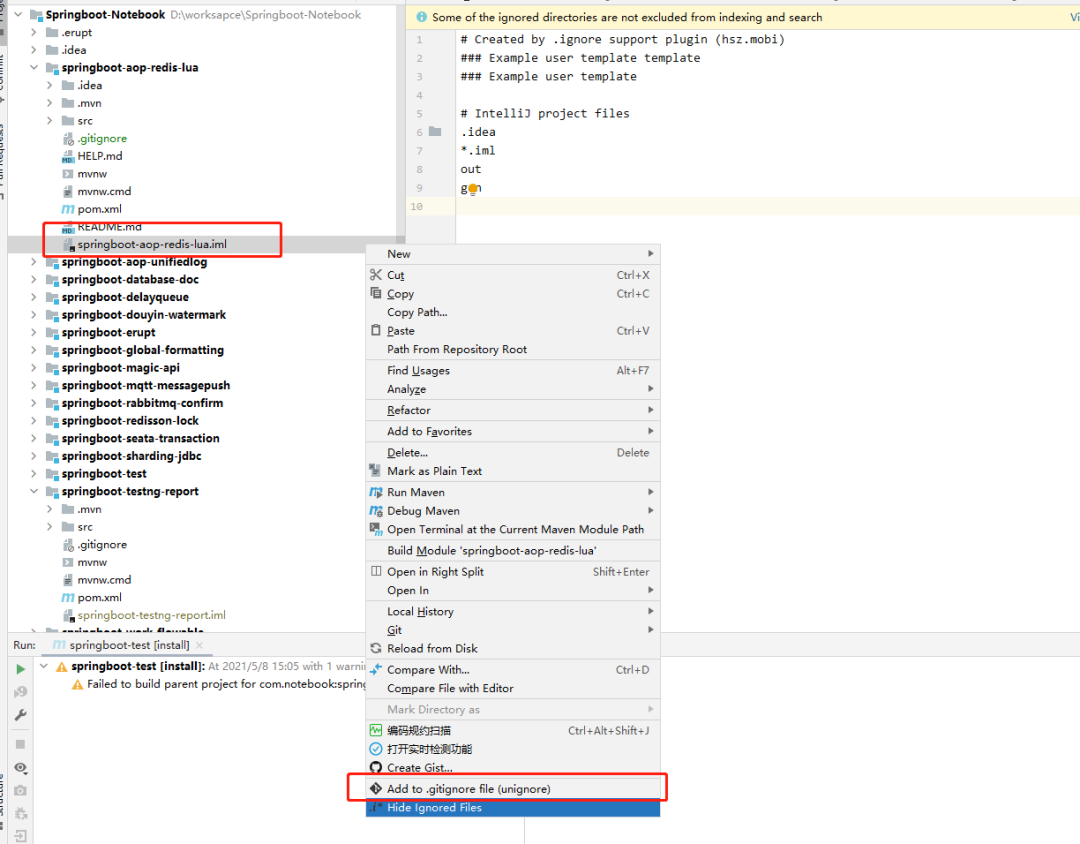 Springboot-Notebook D:\worksapce\Springboot-Notebook
.erupt
.idea
springboot-aop-redis-lua
.idea
.mvn
src
.gitignore
HELP.md
mvnw
mvnw.cmd
pom.xml
README.md
springboot-aop-redis-lua.iml
springboot-aop-unifiedlog
springboot-database-doc
springboot-delayqueue
springboot-douyin-watermark
springboot-erupt
springboot-global-formatting
springboot-magic-api
springboot-mqtt-messagepush
springboot-rabbitmq-confirm
springboot-redisson-lock
springboot-seata-transaction
springboot-sharding-jdbc
springboot-test
springboot-testng-report
.mvn
src
.gitignore
mvnw
mvnw.cmd
pom.xml
springboot-testng-report.iml
springboot-work-flowable
Some of the ignored directories are not excluded from indexing and search Vi
1 # Created by .ignore support plugin (hsz.mobi)
2 ### Example user template template
3 ### Example user template
4
5 # IntelliJ project files
6 .idea
7 *.iml
8 out
9 gen
10
New
Cut Ctrl+X
Copy Ctrl+C
Copy Path...
Paste Ctrl+V
Path From Repository Root
Find Usages Alt+F7
Analyze
Refactor
Add to Favorites
Delete... Delete
Mark as Plain Text
Run Maven
Debug Maven
Open Terminal at the Current Maven Module Path
Build Module 'springboot-aop-redis-lua'
Open in Right Split Shift+Enter
Open In
Local History
Git
Reload from Disk
Compare With... Ctrl+D
Compare File with Editor
Mark Directory as
编码规约扫描 Ctrl+Alt+Shift+J
打开实时检测功能
Create Gist...
Add to .gitignore file (unignore)
.i* Hide Ignored Files
Run: springboot-test [install]
springboot-test [install]: At 2021/5/8 15:05 with 1 warni
Failed to build parent project for com.notebook:spring
Pull Requests
Structure